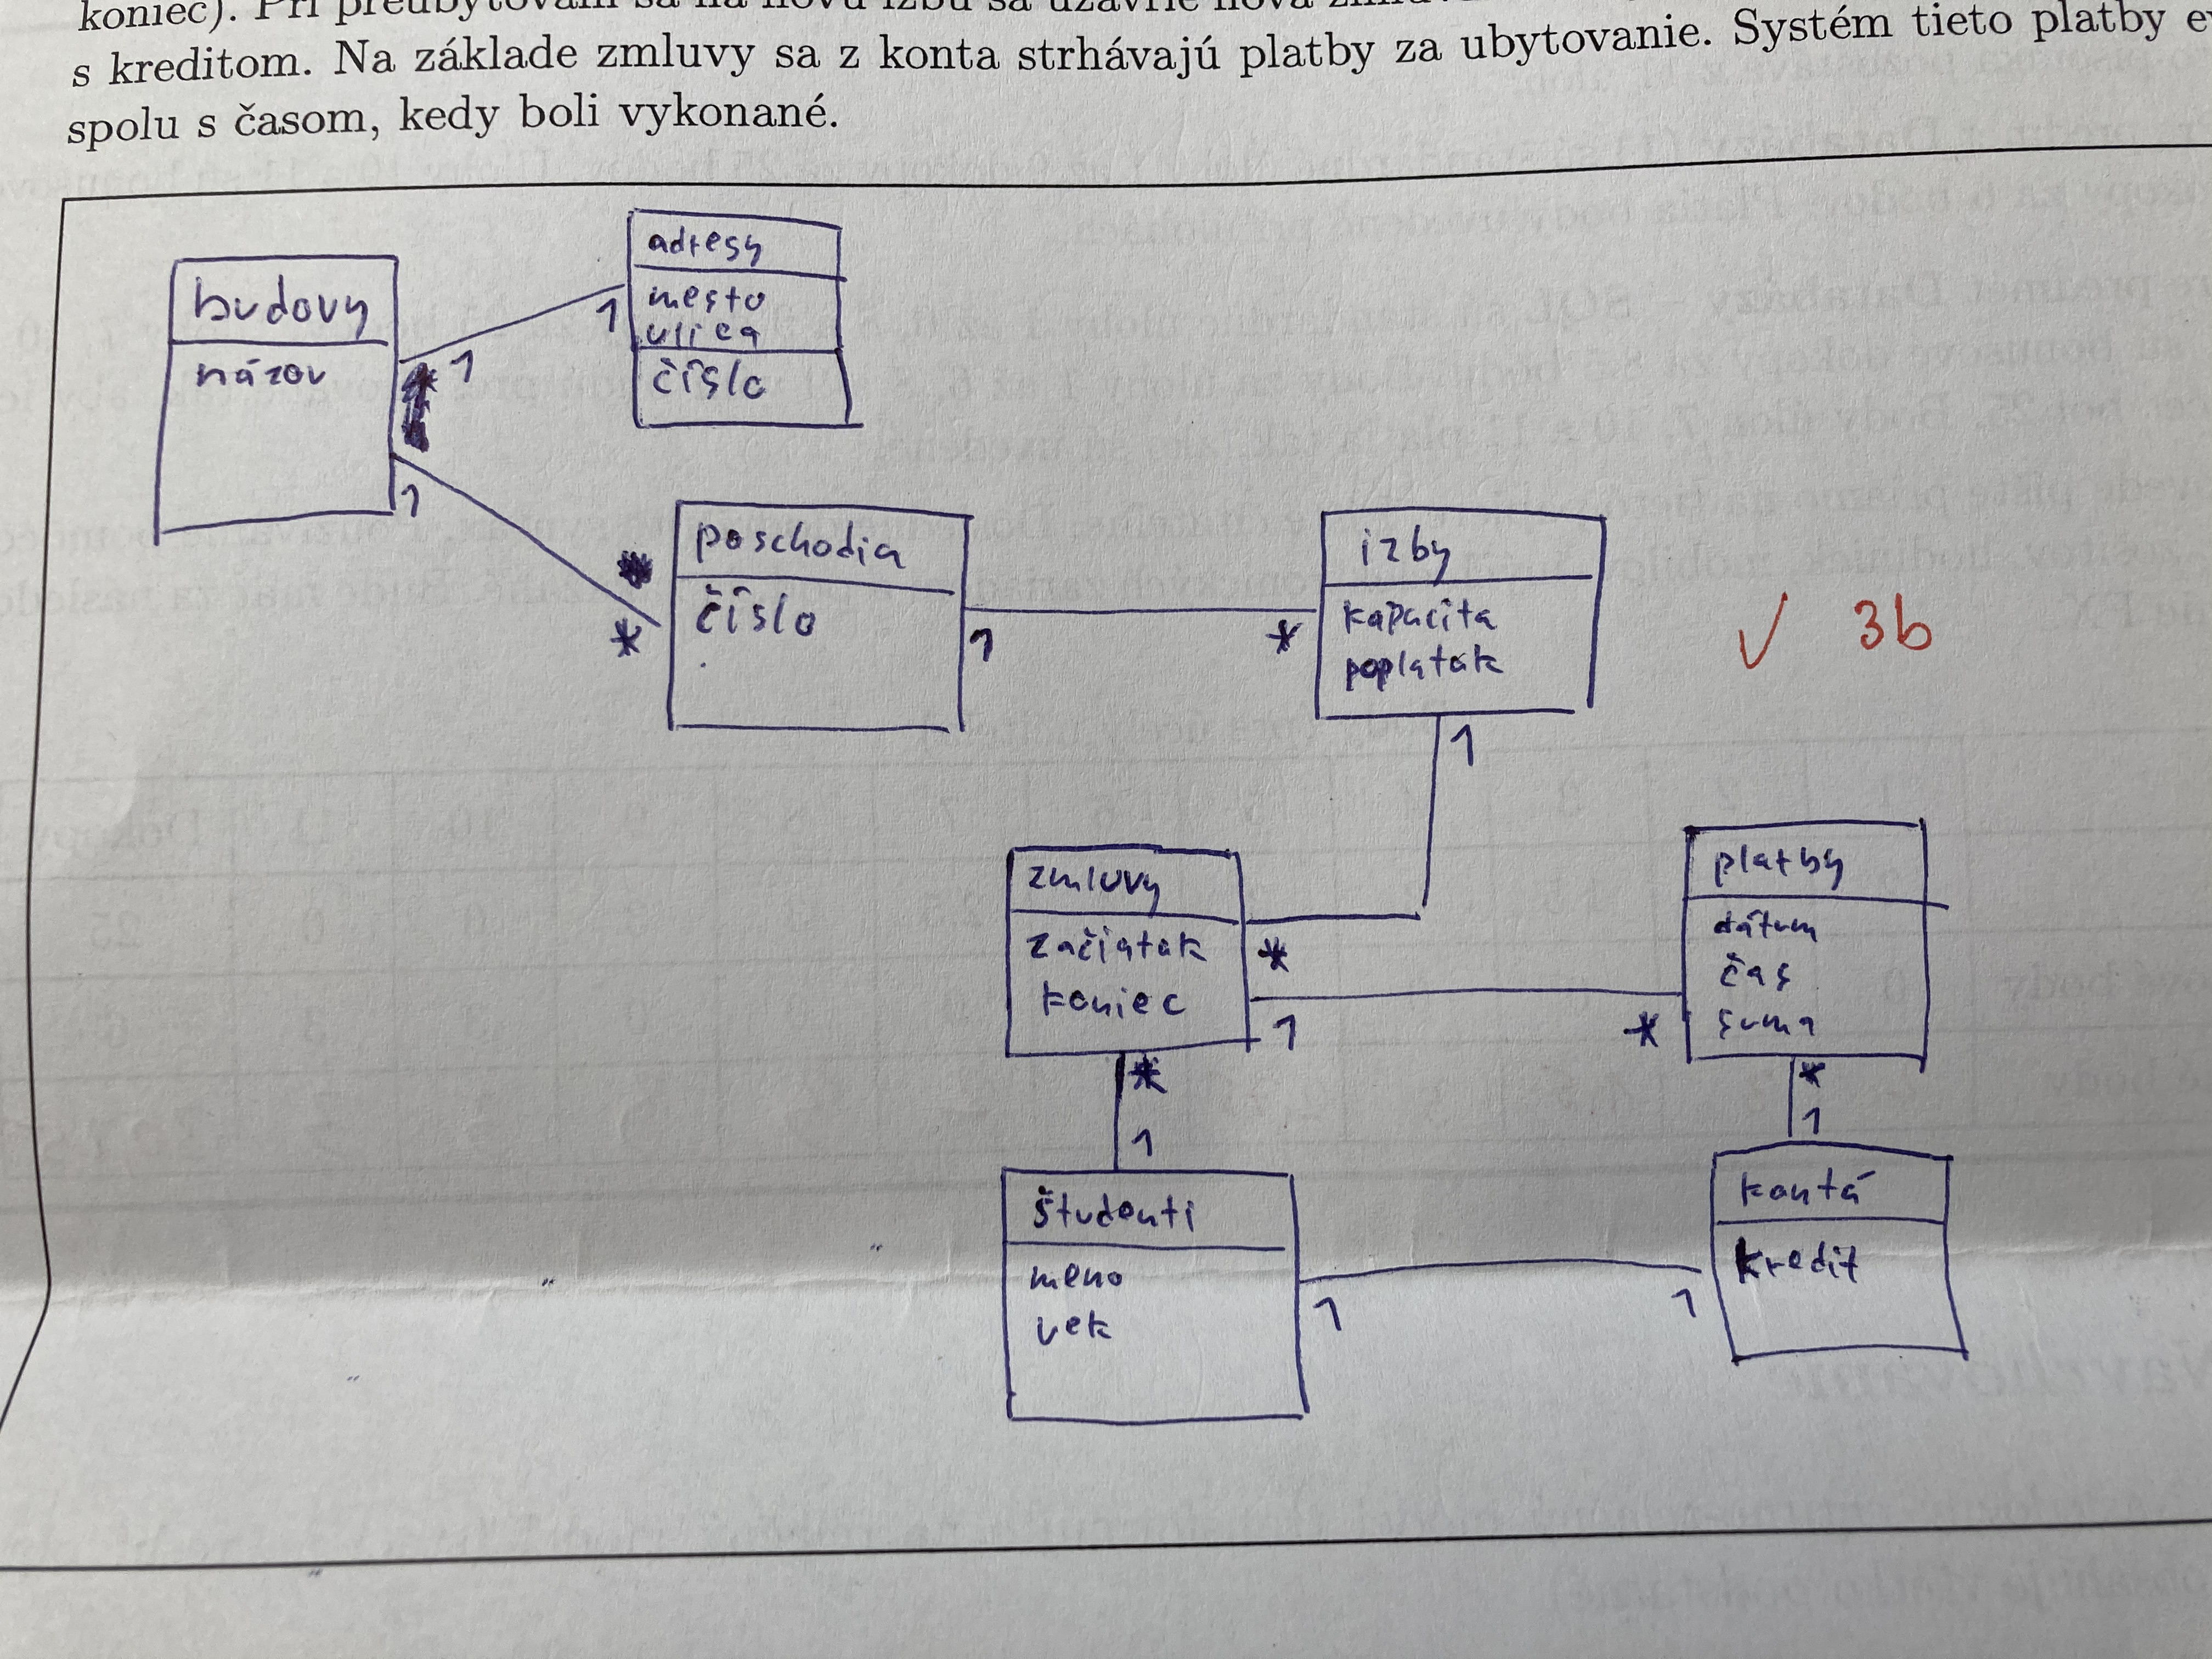 koniec). Pri preubytovaní sa na novú izbu sa uzavrie nová
s kreditom. Na základe zmluvy sa z konta strhávajú platby za ubytovanie. Systém tieto platby
spolu s časom, kedy boli vykonané.
adresy
mesto
ulica
číslo
budovy
názov
1
1
1
*
poschodia
číslo
1
*
izby
kapacita
poplatok
1
✓ 3b
zmluvy
začiatok
koniec
*
1
*
*
1
platby
dátum
čas
suma
*
1
študenti
meno
vek
1
1
kontá
kredit